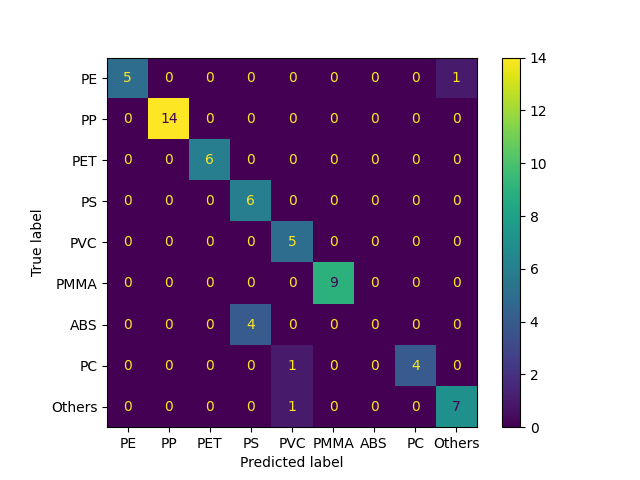 PE 5 0 0 0 0 0 0 0 1
PP 0 14 0 0 0 0 0 0 0
PET 0 0 6 0 0 0 0 0 0
PS 0 0 0 6 0 0 0 0 0
PVC 0 0 0 0 5 0 0 0 0
PMMA 0 0 0 0 0 9 0 0 0
ABS 0 0 0 4 0 0 0 0 0
PC 0 0 0 0 1 0 0 4 0
Others 0 0 0 0 1 0 0 0 7
PE PP PET PS PVC PMMA ABS PC Others
Predicted label
True label
14
12
10
8
6
4
2
0